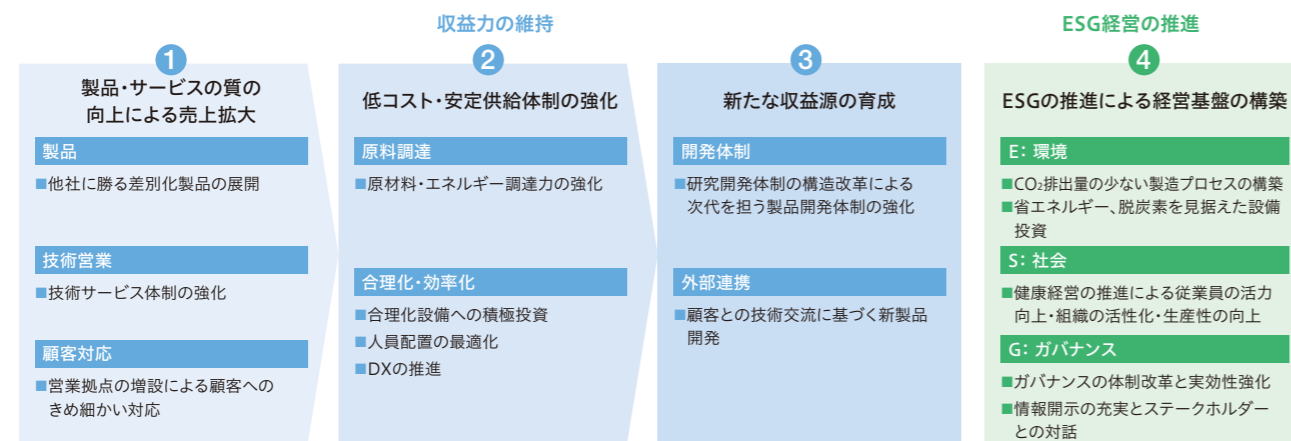 収益力の維持
ESG経営の推進
1
製品・サービスの質の
向上による売上拡大
製品
■他社に勝る差別化製品の展開
技術営業
■技術サービス体制の強化
顧客対応
■営業拠点の増設による顧客への
きめ細かい対応
2
低コスト・安定供給体制の強化
原料調達
■原材料・エネルギー調達力の強化
合理化・効率化
■合理化設備への積極投資
■人員配置の最適化
■DXの推進
3
新たな収益源の育成
開発体制
■研究開発体制の構造改革による
次代を担う製品開発体制の強化
外部連携
■顧客との技術交流に基づく新製品
開発
4
ESGの推進による経営基盤の構築
E：環境
■CO₂排出量の少ない製造プロセスの構築
■省エネルギー、脱炭素を見据えた設備
投資
S：社会
■健康経営の推進による従業員の活力
向上・組織の活性化・生産性の向上
G：ガバナンス
■ガバナンスの体制改革と実効性強化
■情報開示の充実とステークホルダー
との対話